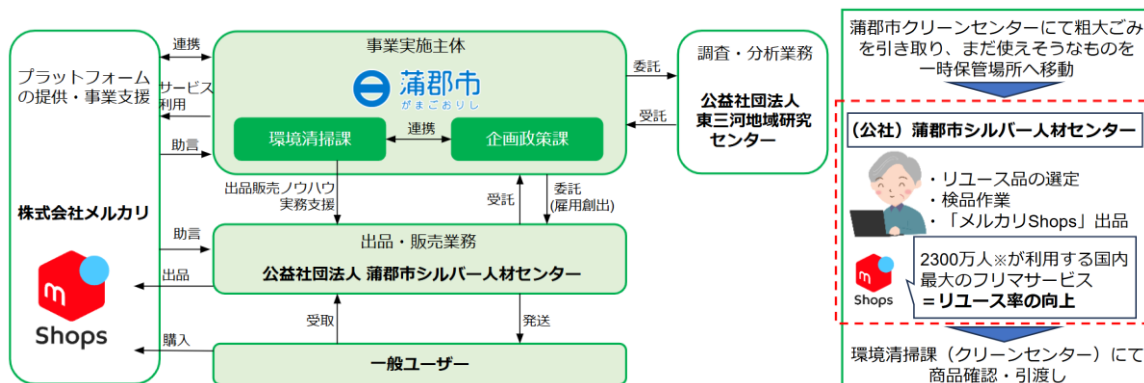 プラットフォーム
の提供・事業支援
株式会社メルカリ
m
Shops
連携
サービス
利用
助言
助言
出品
購入
事業実施主体
蒲郡市
がまごおりし
環境清掃課
連携
企画政策課
委託
受託
調査・分析業務
公益社団法人
東三河地域研究
センター
出品販売ノウハウ
実務支援
受託
委託
(雇用創出)
出品・販売業務
公益社団法人 蒲郡市シルバー人材センター
受取
発送
一般ユーザー
蒲郡市クリーンセンターにて粗大ごみ
を引き取り、まだ使えそうなものを
一時保管場所へ移動
（公社）蒲郡市シルバー人材センター
・リユース品の選定
・検品作業
・「メルカリShops」出品
m
Shops
2300万人※が利用する国内
最大のフリマサービス
＝リユース率の向上
環境清掃課（クリーンセンター）にて
商品確認・引渡し